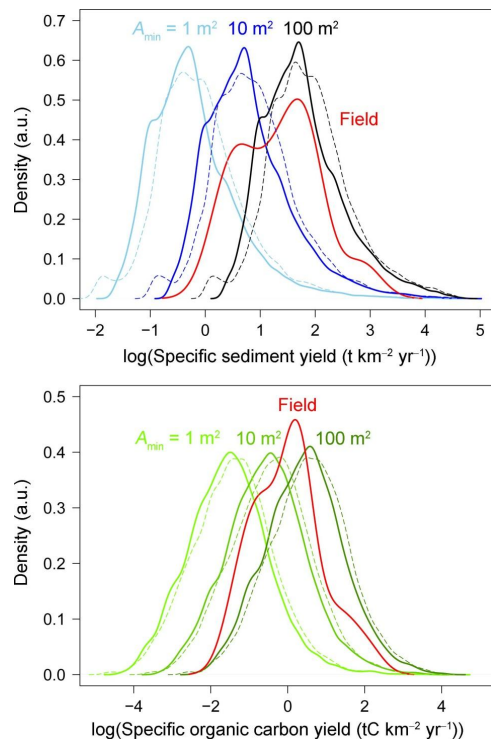 A_min = 1 m² 10 m² 100 m²
Field
Density (a.u.)
0.7
0.6
0.5
0.4
0.3
0.2
0.1
0.0
−2 −1 0 1 2 3 4 5
log(Specific sediment yield (t km⁻² yr⁻¹))
Field
A_min = 1 m² 10 m² 100 m²
Density (a.u.)
0.5
0.4
0.3
0.2
0.1
0.0
−4 −2 0 2 4
log(Specific organic carbon yield (tC km⁻² yr⁻¹))